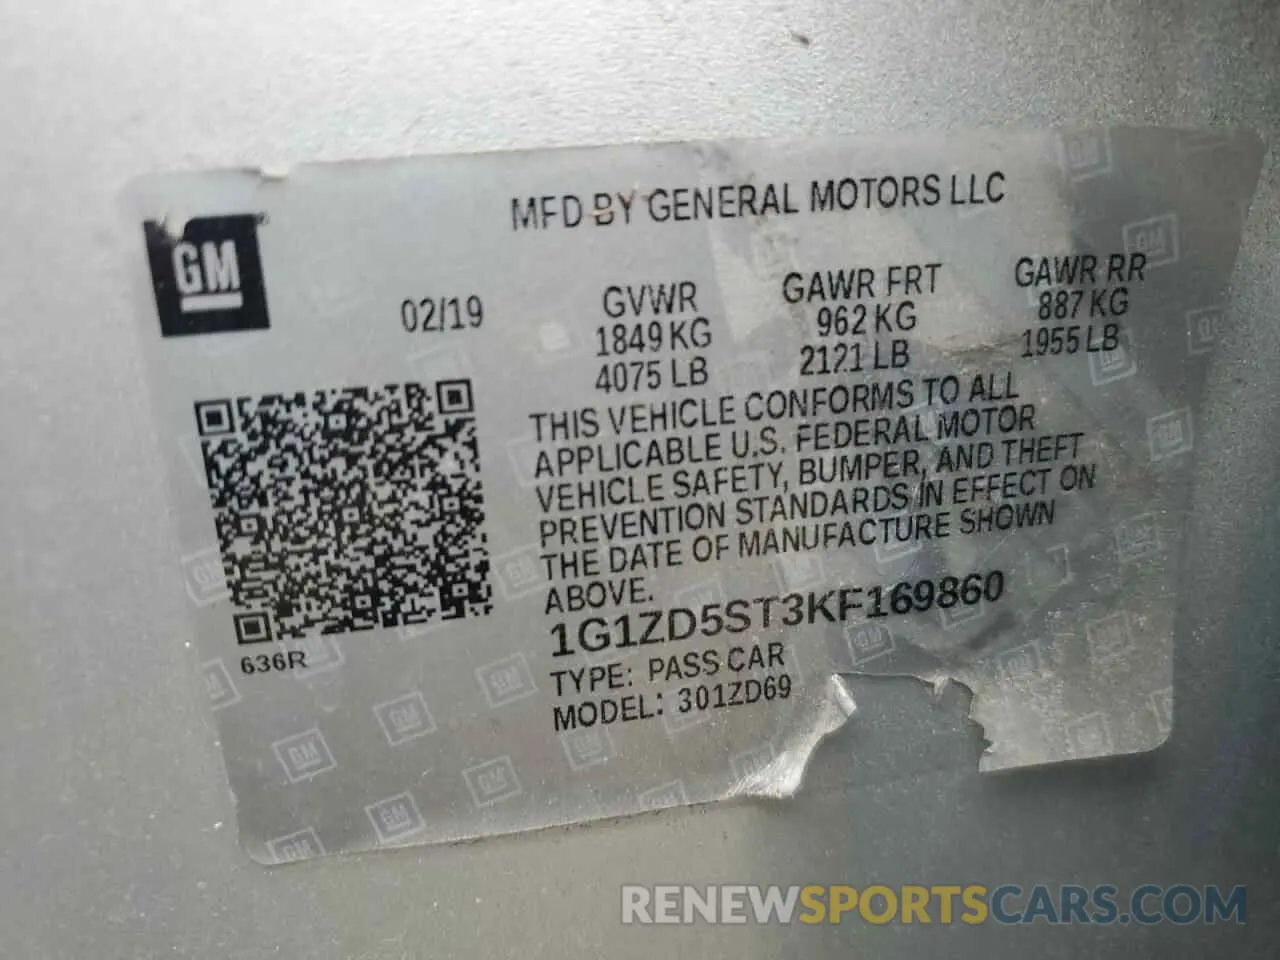 MFD BY GENERAL MOTORS LLC
GM
02/19
GVWR GAWR FRT GAWR RR
1849 KG 962 KG 887 KG
4075 LB 2121 LB 1955 LB
THIS VEHICLE CONFORMS TO ALL
APPLICABLE U.S. FEDERAL MOTOR
VEHICLE SAFETY, BUMPER, AND THEFT
PREVENTION STANDARDS IN EFFECT ON
THE DATE OF MANUFACTURE SHOWN
ABOVE.
1G1ZD5ST3KF169860
636R
TYPE: PASS CAR
MODEL: 301ZD69
RENEWSPORTSCARS.COM